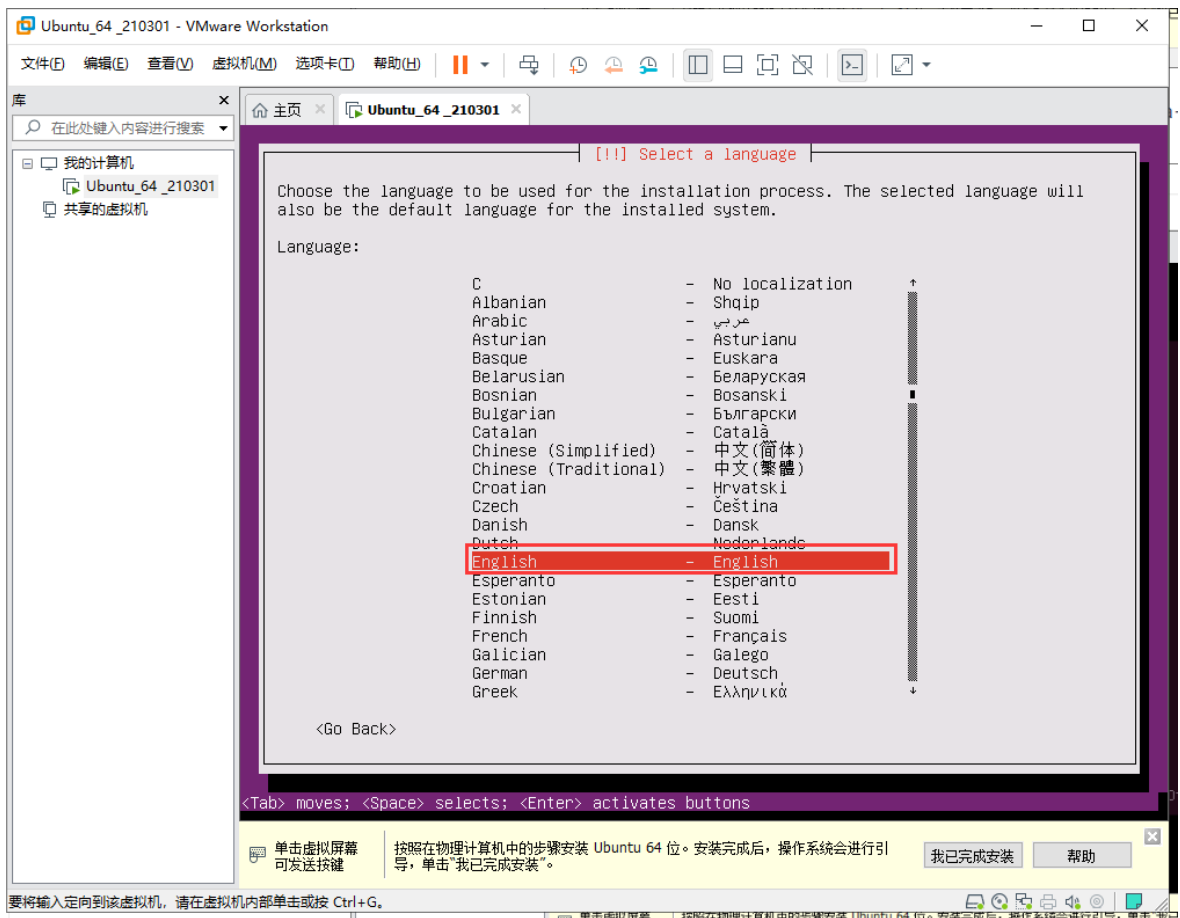 Ubuntu_64 _210301 - VMware Workstation
文件(F) 编辑(E) 查看(V) 虚拟机(M) 选项卡(T) 帮助(H)
库
在此处键入内容进行搜索
我的计算机
Ubuntu_64 _210301
共享的虚拟机
主页 Ubuntu_64 _210301
[!!] Select a language
Choose the language to be used for the installation process. The selected language will
also be the default language for the installed system.
Language:
C - No localization
Albanian - Shqip
Arabic - عربي
Asturian - Asturianu
Basque - Euskara
Belarusian - Беларуская
Bosnian - Bosanski
Bulgarian - Български
Catalan - Català
Chinese (Simplified) - 中文(简体)
Chinese (Traditional) - 中文(繁體)
Croatian - Hrvatski
Czech - Čeština
Danish - Dansk
Dutch - Nederlands
English - English
Esperanto - Esperanto
Estonian - Eesti
Finnish - Suomi
French - Français
Galician - Galego
German - Deutsch
Greek - Ελληνικά
<Go Back>
<Tab> moves; <Space> selects; <Enter> activates buttons
单击虚拟屏幕
可发送按键
按照在物理计算机中的步骤安装 Ubuntu 64 位。安装完成后，操作系统会进行引
导，单击“我已完成安装”。
我已完成安装 帮助
要将输入定向到该虚拟机，请在虚拟机内部单击或按 Ctrl+G。